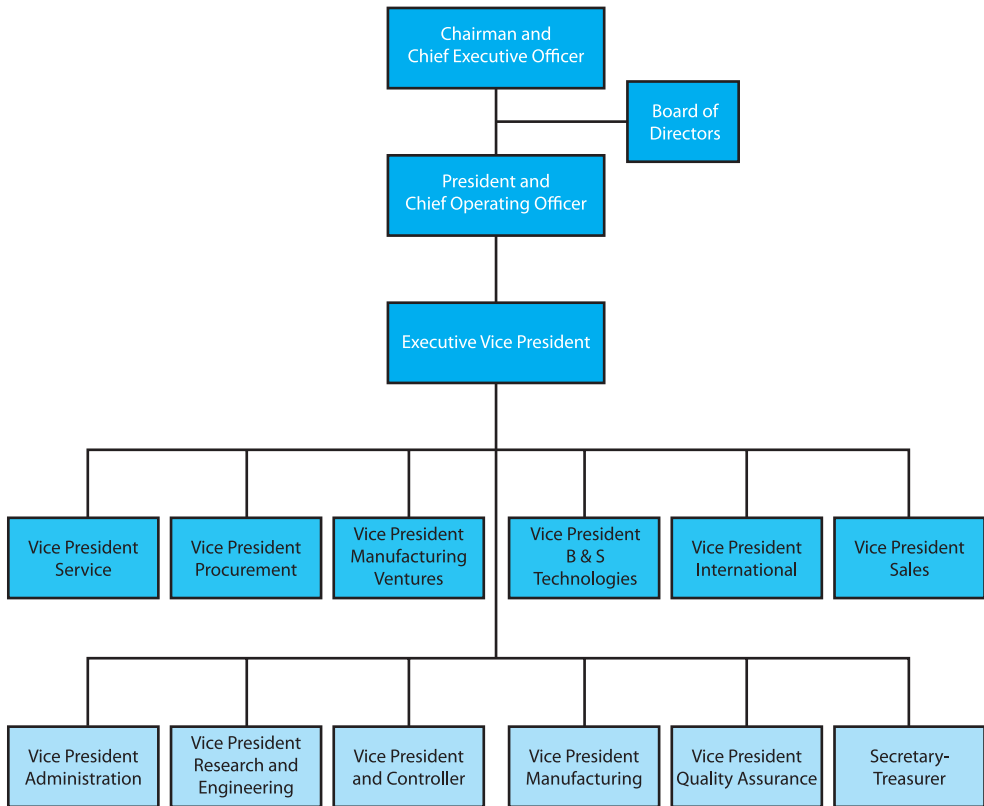 Chairman and
Chief Executive Officer
Board of
Directors
President and
Chief Operating Officer
Executive Vice President
Vice President
Service
Vice President
Procurement
Vice President
Manufacturing
Ventures
Vice President
B & S
Technologies
Vice President
International
Vice President
Sales
Vice President
Administration
Vice President
Research and
Engineering
Vice President
and Controller
Vice President
Manufacturing
Vice President
Quality Assurance
Secretary-
Treasurer